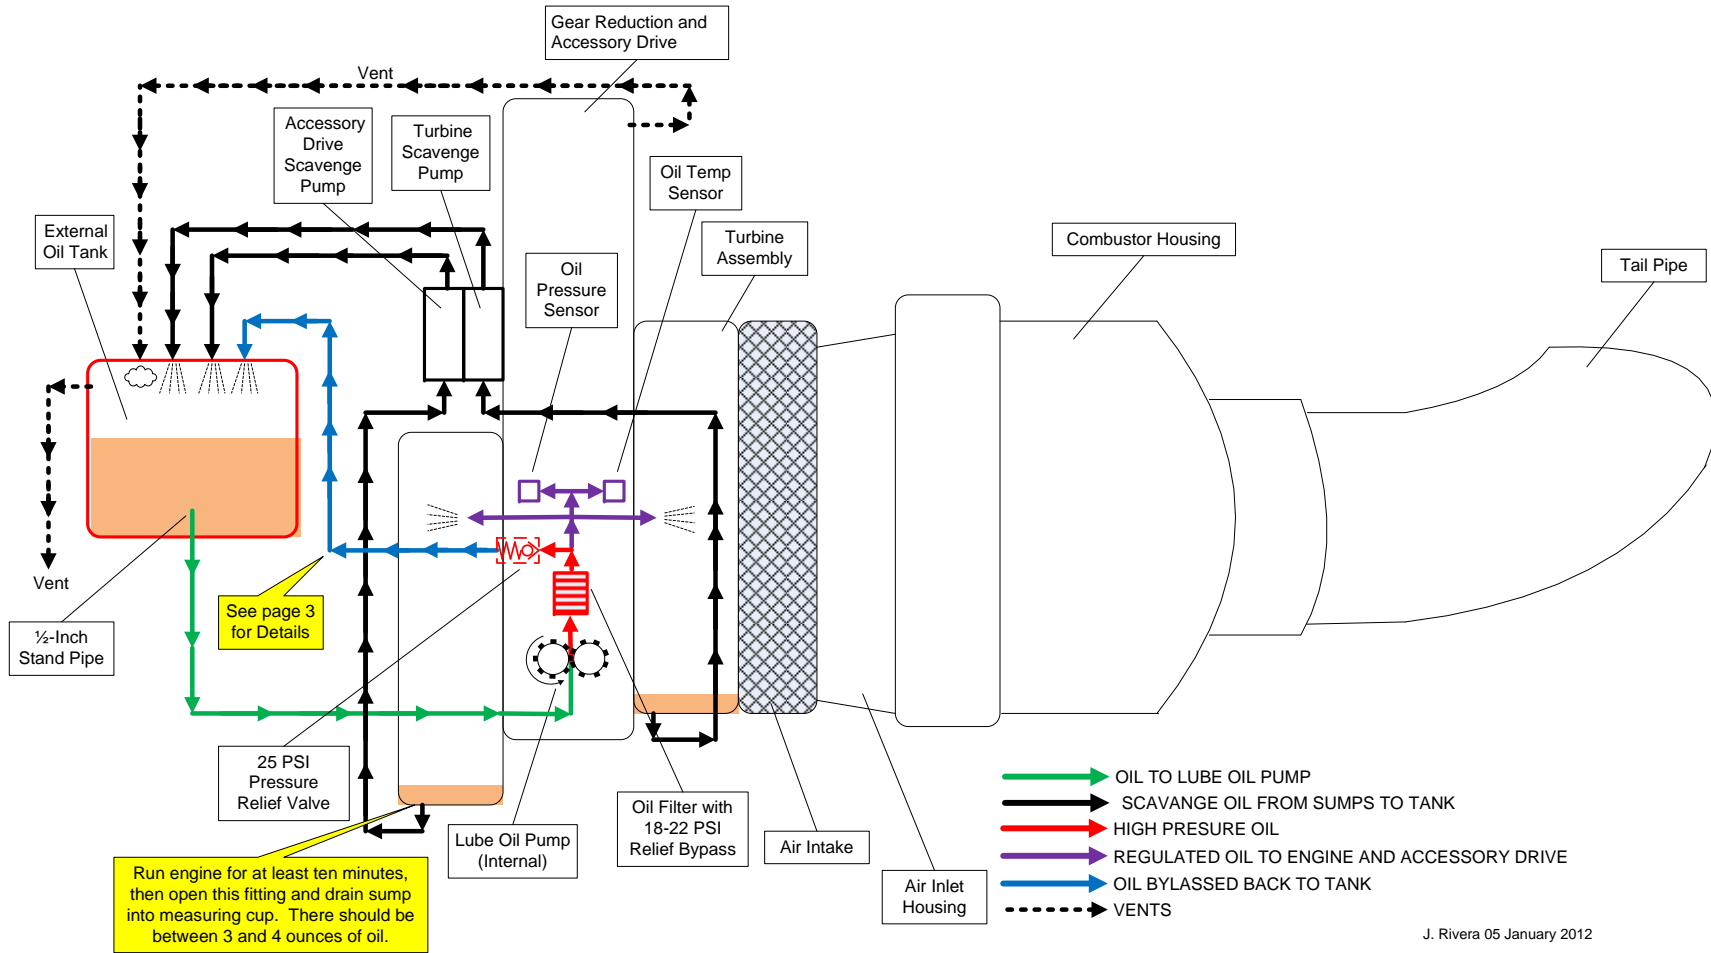 Gear Reduction and
Accessory Drive
Vent
Accessory
Drive
Scavenge
Pump
Turbine
Scavenge
Pump
Oil Temp
Sensor
External
Oil Tank
Oil
Pressure
Sensor
Turbine
Assembly
Combustor Housing
Tail Pipe
Vent
See page 3
for Details
½-Inch
Stand Pipe
25 PSI
Pressure
Relief Valve
Lube Oil Pump
(Internal)
Oil Filter with
18-22 PSI
Relief Bypass
Air Intake
Air Inlet
Housing
Run engine for at least ten minutes,
then open this fitting and drain sump
into measuring cup.  There should be
between 3 and 4 ounces of oil.
OIL TO LUBE OIL PUMP
SCAVANGE OIL FROM SUMPS TO TANK
HIGH PRESURE OIL
REGULATED OIL TO ENGINE AND ACCESSORY DRIVE
OIL BYLASSED BACK TO TANK
VENTS
J. Rivera 05 January 2012